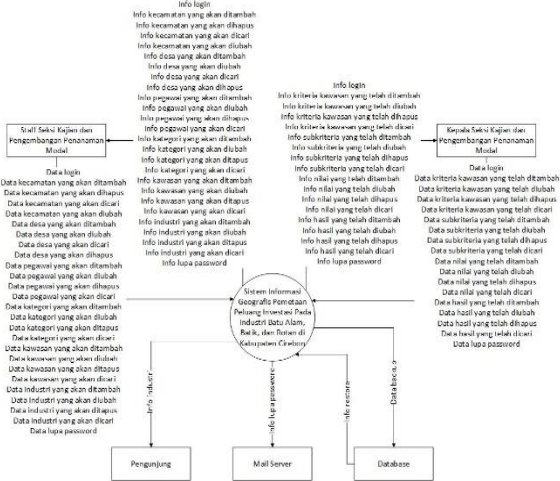 Info login
Info kecamatan yang akan ditambah
Info kecamatan yang akan dihapus
Info kecamatan yang akan dicari
Info kecamatan yang akan diubah
Info desa yang akan ditambah
Info desa yang akan diubah
Info desa yang akan dicari
Info desa yang akan dihapus
Info pegawai yang akan ditambah
Info pegawai yang akan diubah
Info pegawai yang akan dihapus
Info pegawai yang akan dicari
Info kategori yang akan ditambah
Info kategori yang akan diubah
Info kategori yang akan ditapus
Info kategori yang akan dicari
Info kawasan yang akan ditambah
Info kawasan yang akan diubah
Info kawasan yang akan ditapus
Info kawasan yang akan dicari
Info industri yang akan ditambah
Info industri yang akan diubah
Info industri yang akan ditapus
Info industri yang akan dicari
Info lupa password
Info login
Info kriteria kawasan yang telah ditambah
Info kriteria kawasan yang telah diubah
Info kriteria kawasan yang telah dihapus
Info kriteria kawasan yang telah dicari
Info subkriteria yang telah ditambah
Info subkriteria yang telah diubah
Info subkriteria yang telah dihapus
Info subkriteria yang telah dicari
Info nilai yang telah ditambah
Info nilai yang telah diubah
Info nilai yang telah dihapus
Info nilai yang telah dicari
Info hasil yang telah ditambah
Info hasil yang telah diubah
Info hasil yang telah dihapus
Info hasil yang telah dicari
Info lupa password
Staff Seksi Kajian dan
Pengembangan Penanaman
Modal
Kepala Seksi Kajian dan
Pengembangan Penanaman
Modal
Data login
Data kecamatan yang akan ditambah
Data kecamatan yang akan dihapus
Data kecamatan yang akan dicari
Data kecamatan yang akan diubah
Data desa yang akan ditambah
Data desa yang akan diubah
Data desa yang akan dicari
Data desa yang akan dihapus
Data pegawai yang akan ditambah
Data pegawai yang akan diubah
Data pegawai yang akan dihapus
Data pegawai yang akan dicari
Data kategori yang akan ditambah
Data kategori yang akan diubah
Data kategori yang akan ditapus
Data kategori yang akan dicari
Data kawasan yang akan ditambah
Data kawasan yang akan diubah
Data kawasan yang akan ditapus
Data kawasan yang akan dicari
Data industri yang akan ditambah
Data industri yang akan diubah
Data industri yang akan ditapus
Data industri yang akan dicari
Data lupa password
Data login
Data kriteria kawasan yang telah ditambah
Data kriteria kawasan yang telah diubah
Data kriteria kawasan yang telah dihapus
Data kriteria kawasan yang telah dicari
Data subkriteria yang telah ditambah
Data subkriteria yang telah diubah
Data subkriteria yang telah dihapus
Data subkriteria yang telah dicari
Data nilai yang telah ditambah
Data nilai yang telah diubah
Data nilai yang telah dihapus
Data nilai yang telah dicari
Data hasil yang telah ditambah
Data hasil yang telah diubah
Data hasil yang telah dihapus
Data hasil yang telah dicari
Data lupa password
Sistem Informasi
Geografis Pemetaan
Peluang Investasi Pada
Industri Batu Alam,
Batik, dan Rotan di
Kabupaten Cirebon
Info industri
Info lupa password
Info restore
Data backup
Pengunjung
Mail Server
Database